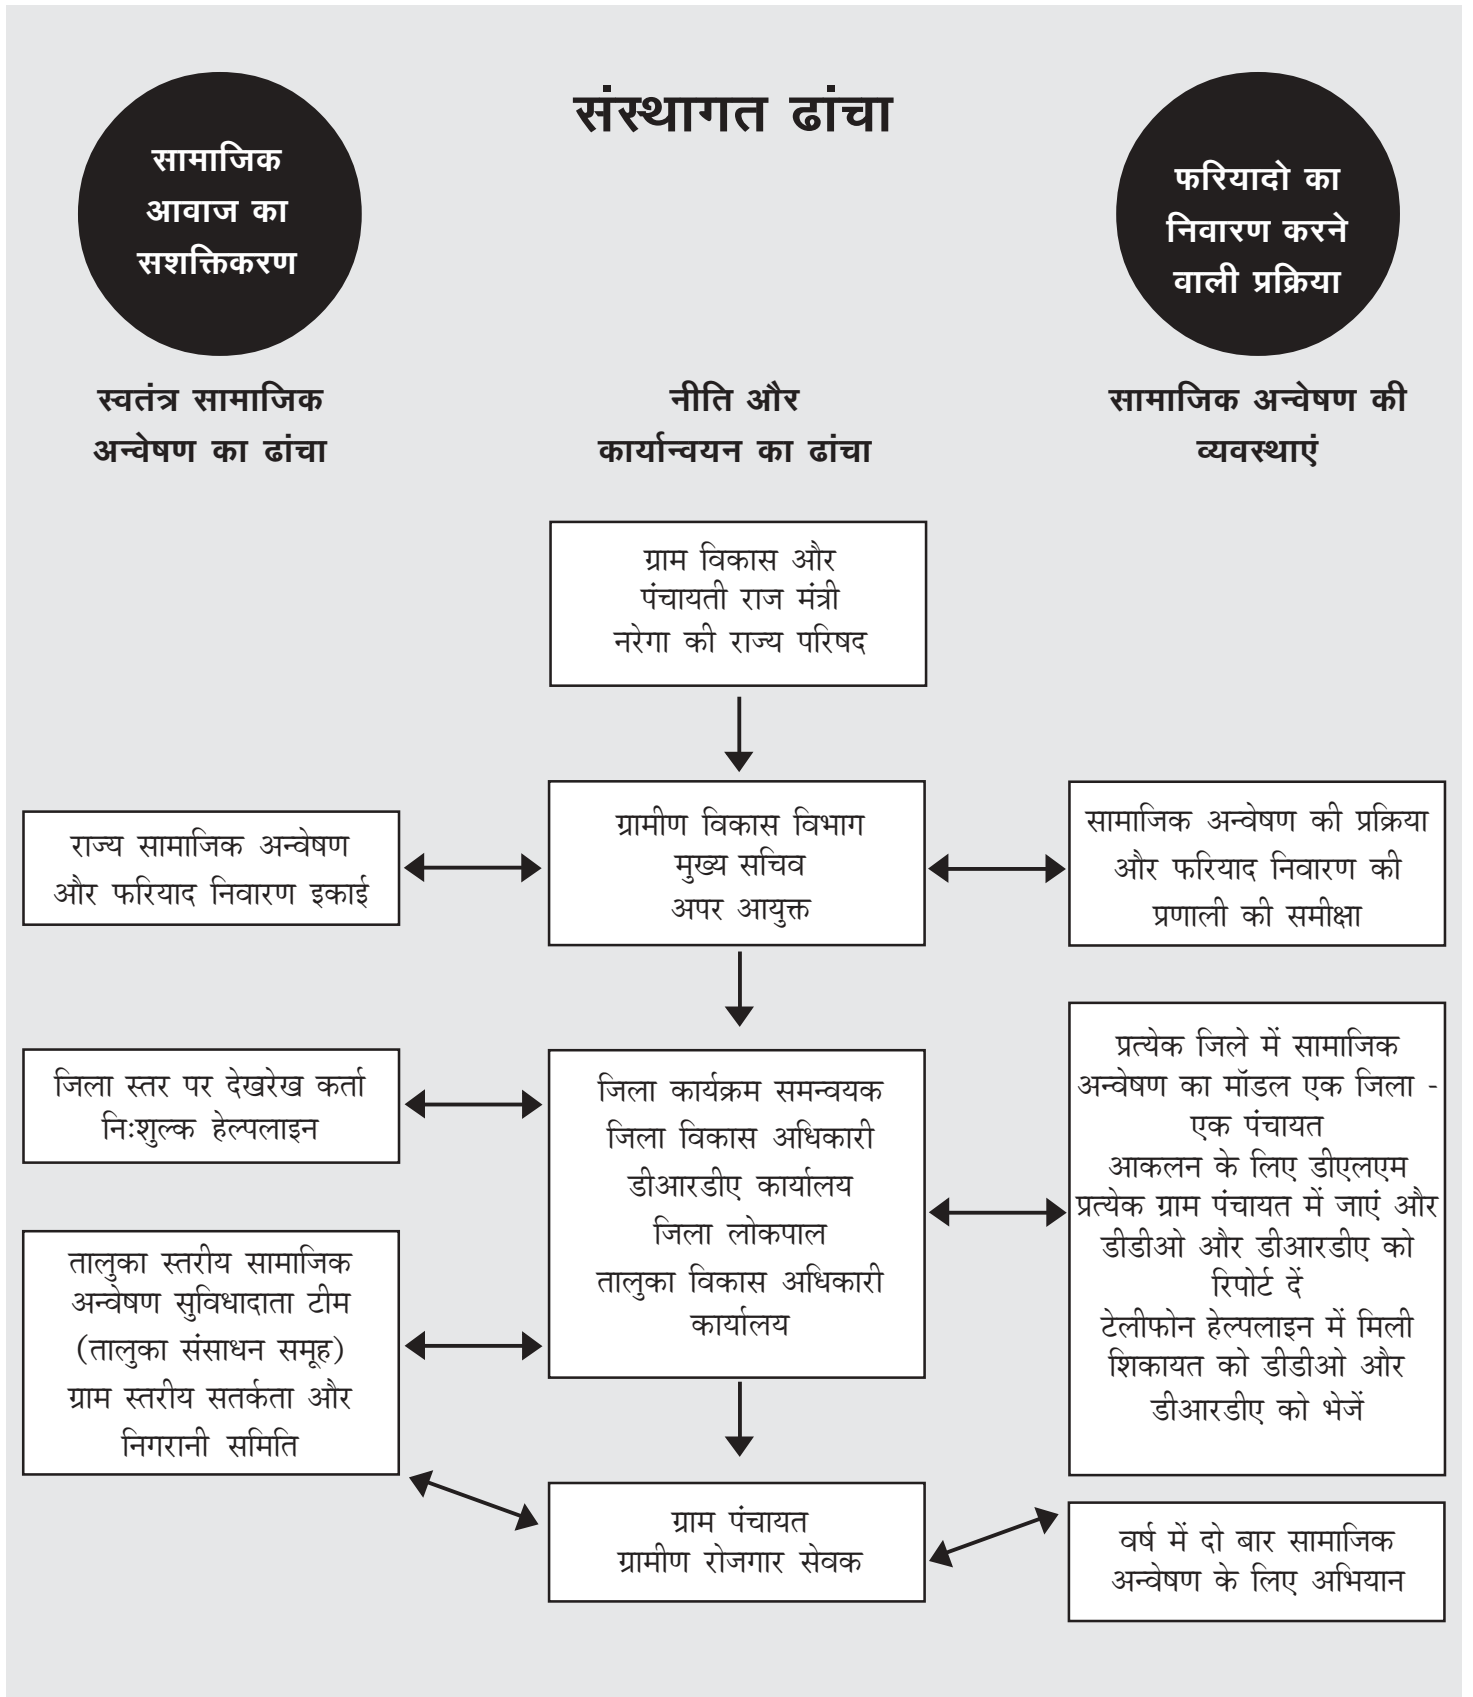 संस्थागत ढांचा
सामाजिक
आवाज का
सशक्तिकरण
फरियादो का
निवारण करने
वाली प्रक्रिया
स्वतंत्र सामाजिक
अन्वेषण का ढांचा
नीति और
कार्यान्वयन का ढांचा
सामाजिक अन्वेषण की
व्यवस्थाएं
ग्राम विकास और
पंचायती राज मंत्री
नरेगा की राज्य परिषद
राज्य सामाजिक अन्वेषण
और फरियाद निवारण इकाई
ग्रामीण विकास विभाग
मुख्य सचिव
अपर आयुक्त
सामाजिक अन्वेषण की प्रक्रिया
और फरियाद निवारण की
प्रणाली की समीक्षा
जिला स्तर पर देखरेख कर्ता
निःशुल्क हेल्पलाइन
तालुका स्तरीय सामाजिक
अन्वेषण सुविधादाता टीम
(तालुका संसाधन समूह)
ग्राम स्तरीय सतर्कता और
निगरानी समिति
जिला कार्यक्रम समन्वयक
जिला विकास अधिकारी
डीआरडीए कार्यालय
जिला लोकपाल
तालुका विकास अधिकारी
कार्यालय
प्रत्येक जिले में सामाजिक
अन्वेषण का मॉडल एक जिला -
एक पंचायत
आकलन के लिए डीएलएम
प्रत्येक ग्राम पंचायत में जाएं और
डीडीओ और डीआरडीए को
रिपोर्ट दें
टेलीफोन हेल्पलाइन में मिली
शिकायत को डीडीओ और
डीआरडीए को भेजें
ग्राम पंचायत
ग्रामीण रोजगार सेवक
वर्ष में दो बार सामाजिक
अन्वेषण के लिए अभियान